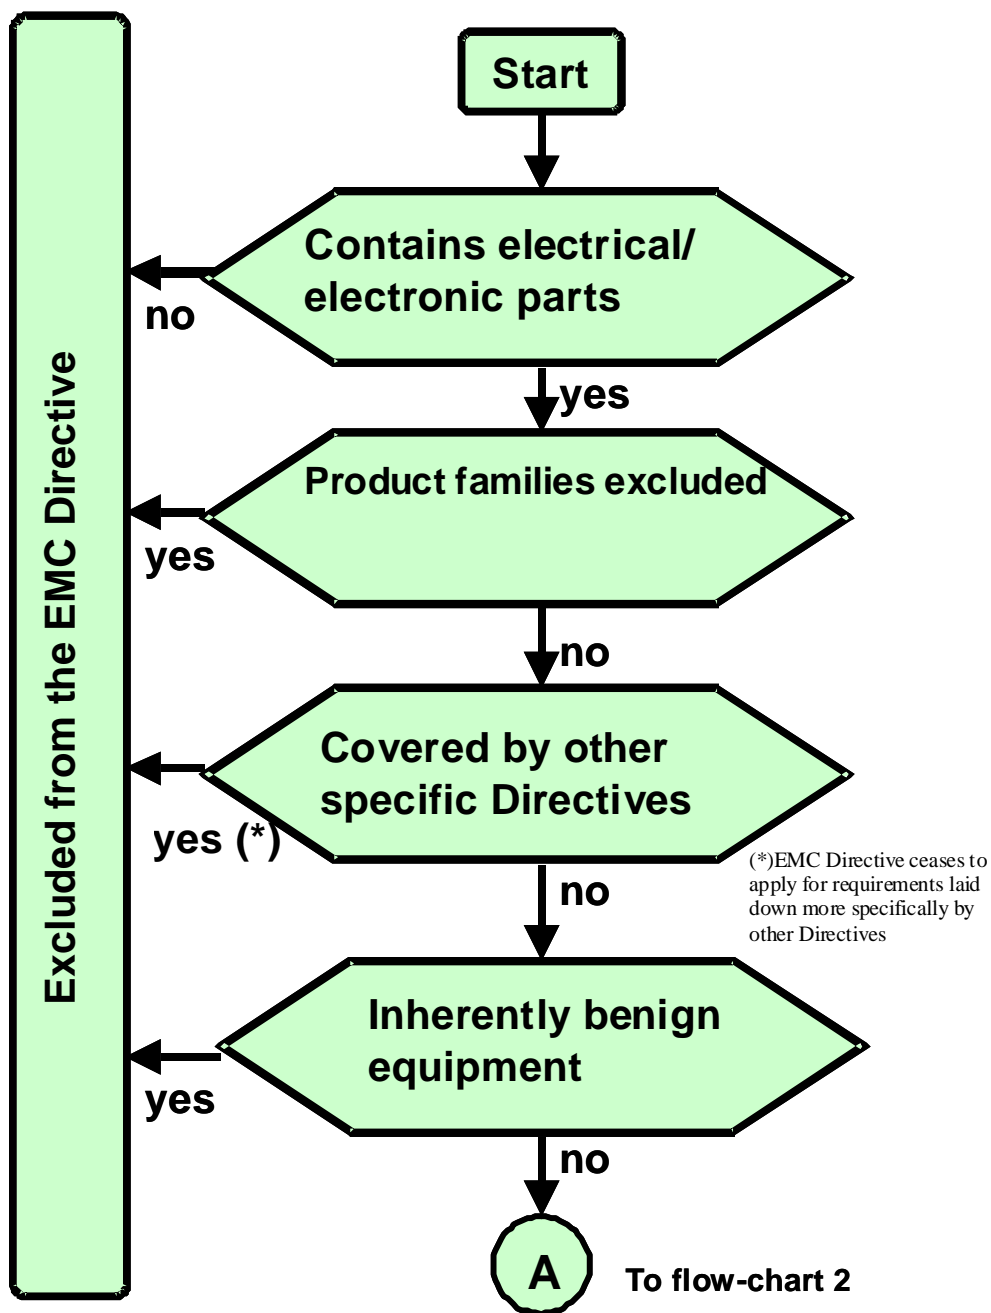 Start
Contains electrical/
electronic parts
no
yes
Product families excluded
yes
no
Covered by other
specific Directives
yes (*)
(*)EMC Directive ceases to
apply for requirements laid
down more specifically by
other Directives
no
Inherently benign
equipment
yes
no
A
To flow-chart 2
Excluded from the EMC Directive